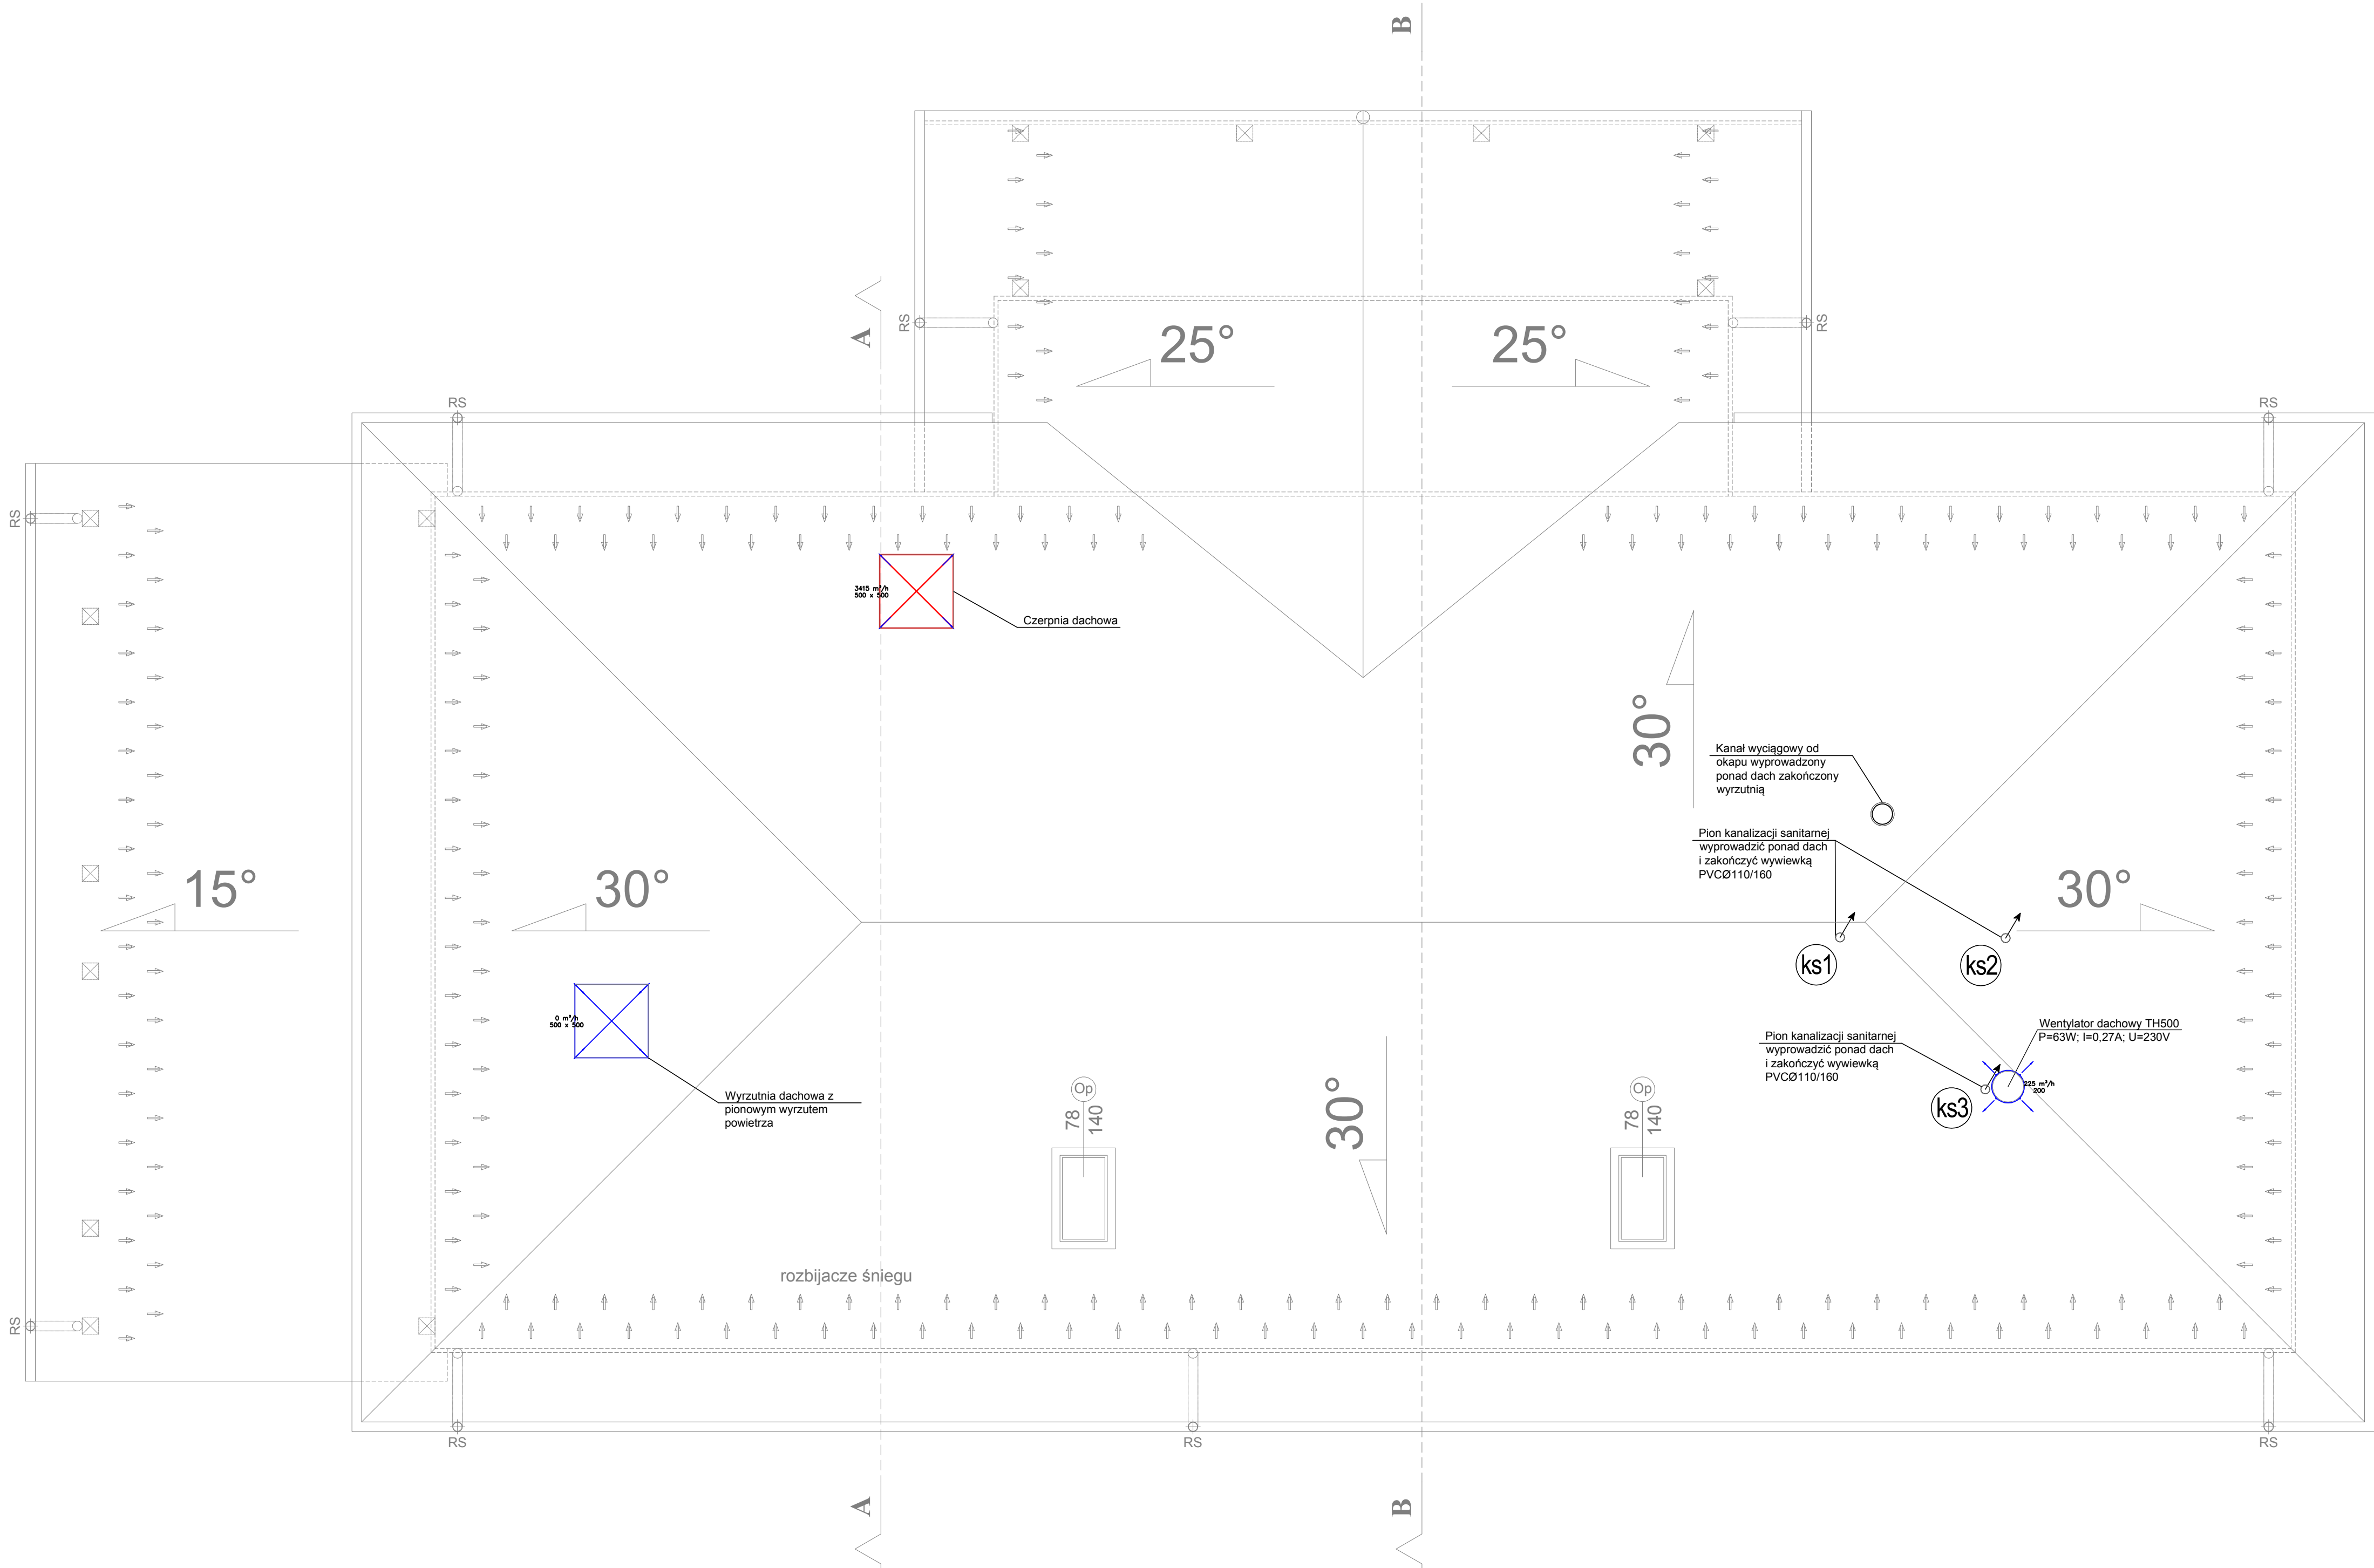 B
A
RS
25°
25°
RS
RS
RS
RS
3415 m³/h
500 x 500
Czerpnia dachowa
30°
Kanał wyciągowy od
okapu wyprowadzony
ponad dach zakończony
wyrzutnią
Pion kanalizacji sanitarnej
wyprowadzić ponad dach
i zakończyć wywiewką
PVCØ110/160
15°
30°
30°
ks1
ks2
0 m³/h
500 x 500
Wentylator dachowy TH500
P=63W; I=0,27A; U=230V
Pion kanalizacji sanitarnej
wyprowadzić ponad dach
i zakończyć wywiewką
PVCØ110/160
225 m³/h
200
ks3
Wyrzutnia dachowa z
pionowym wyrzutem
powietrza
Op
78
140
30°
Op
78
140
rozbijacze śniegu
RS
RS
RS
RS
A
B